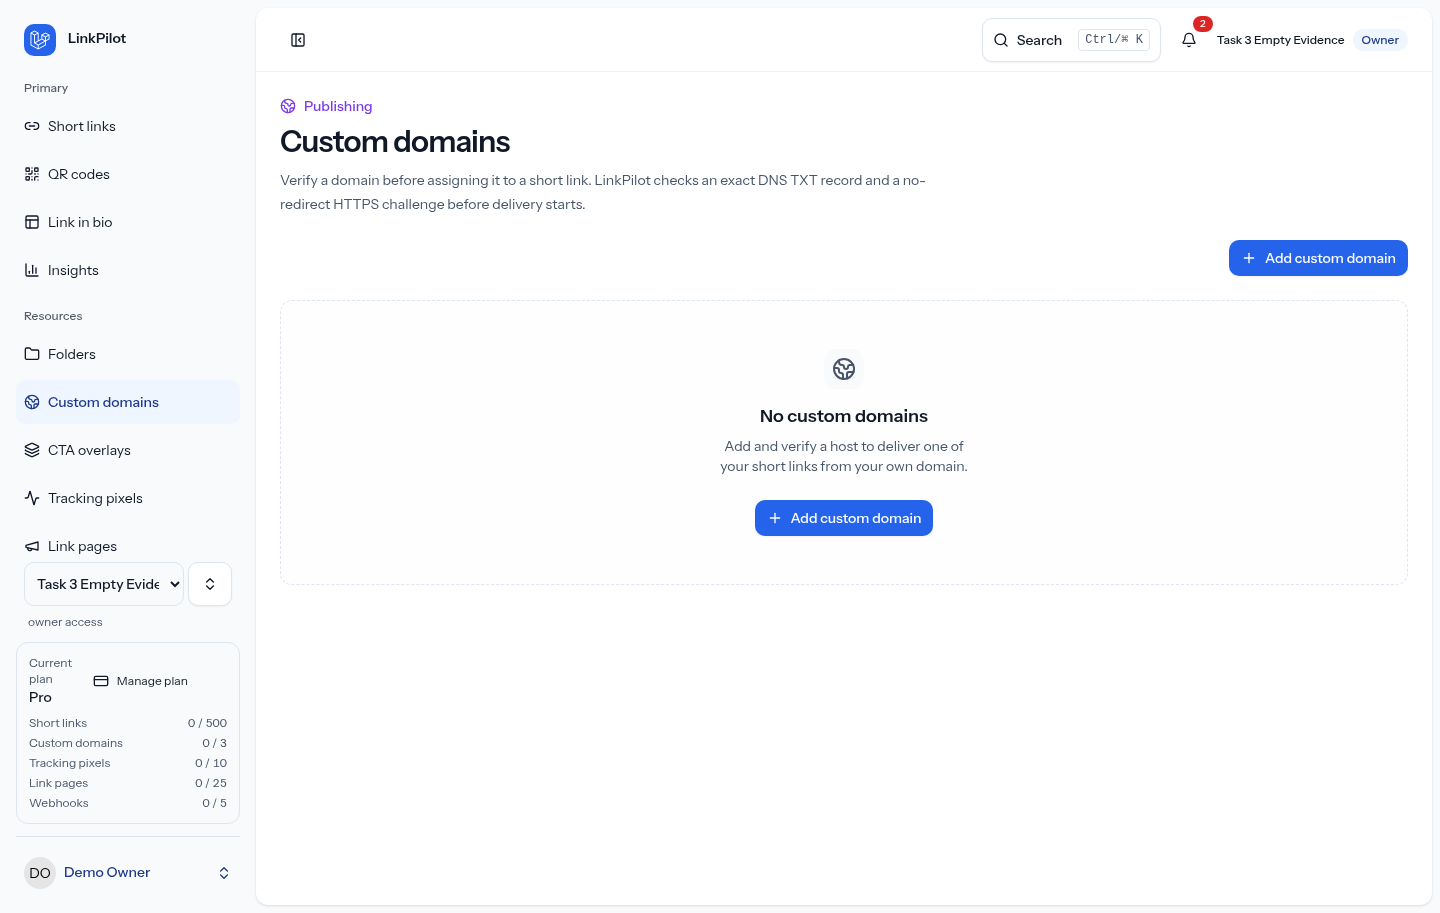 LinkPilot
Primary
Short links
QR codes
Link in bio
Insights
Resources
Folders
Custom domains
CTA overlays
Tracking pixels
Link pages
Task 3 Empty Evide
owner access
Current plan
Pro
Manage plan
Short links 0 / 500
Custom domains 0 / 3
Tracking pixels 0 / 10
Link pages 0 / 25
Webhooks 0 / 5
DO Demo Owner
Search Ctrl/⌘ K
2
Task 3 Empty Evidence Owner
Publishing
Custom domains
Verify a domain before assigning it to a short link. LinkPilot checks an exact DNS TXT record and a no-
redirect HTTPS challenge before delivery starts.
Add custom domain
No custom domains
Add and verify a host to deliver one of
your short links from your own domain.
Add custom domain